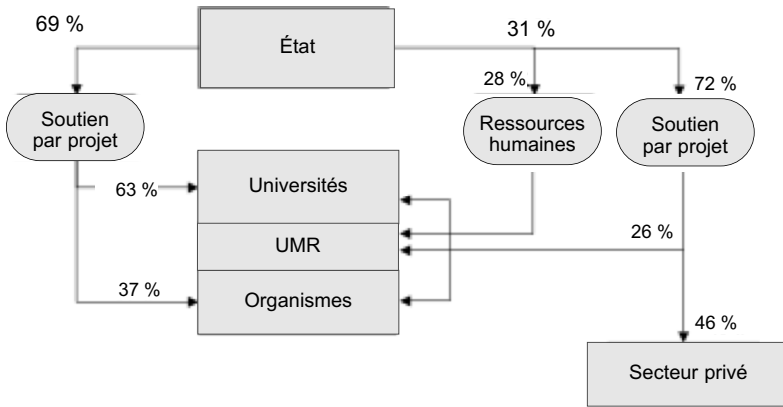 69 %
État
31 %
28 %
72 %
Soutien
par projet
Ressources
humaines
Soutien
par projet
63 %
Universités
UMR
26 %
37 %
Organismes
46 %
Secteur privé